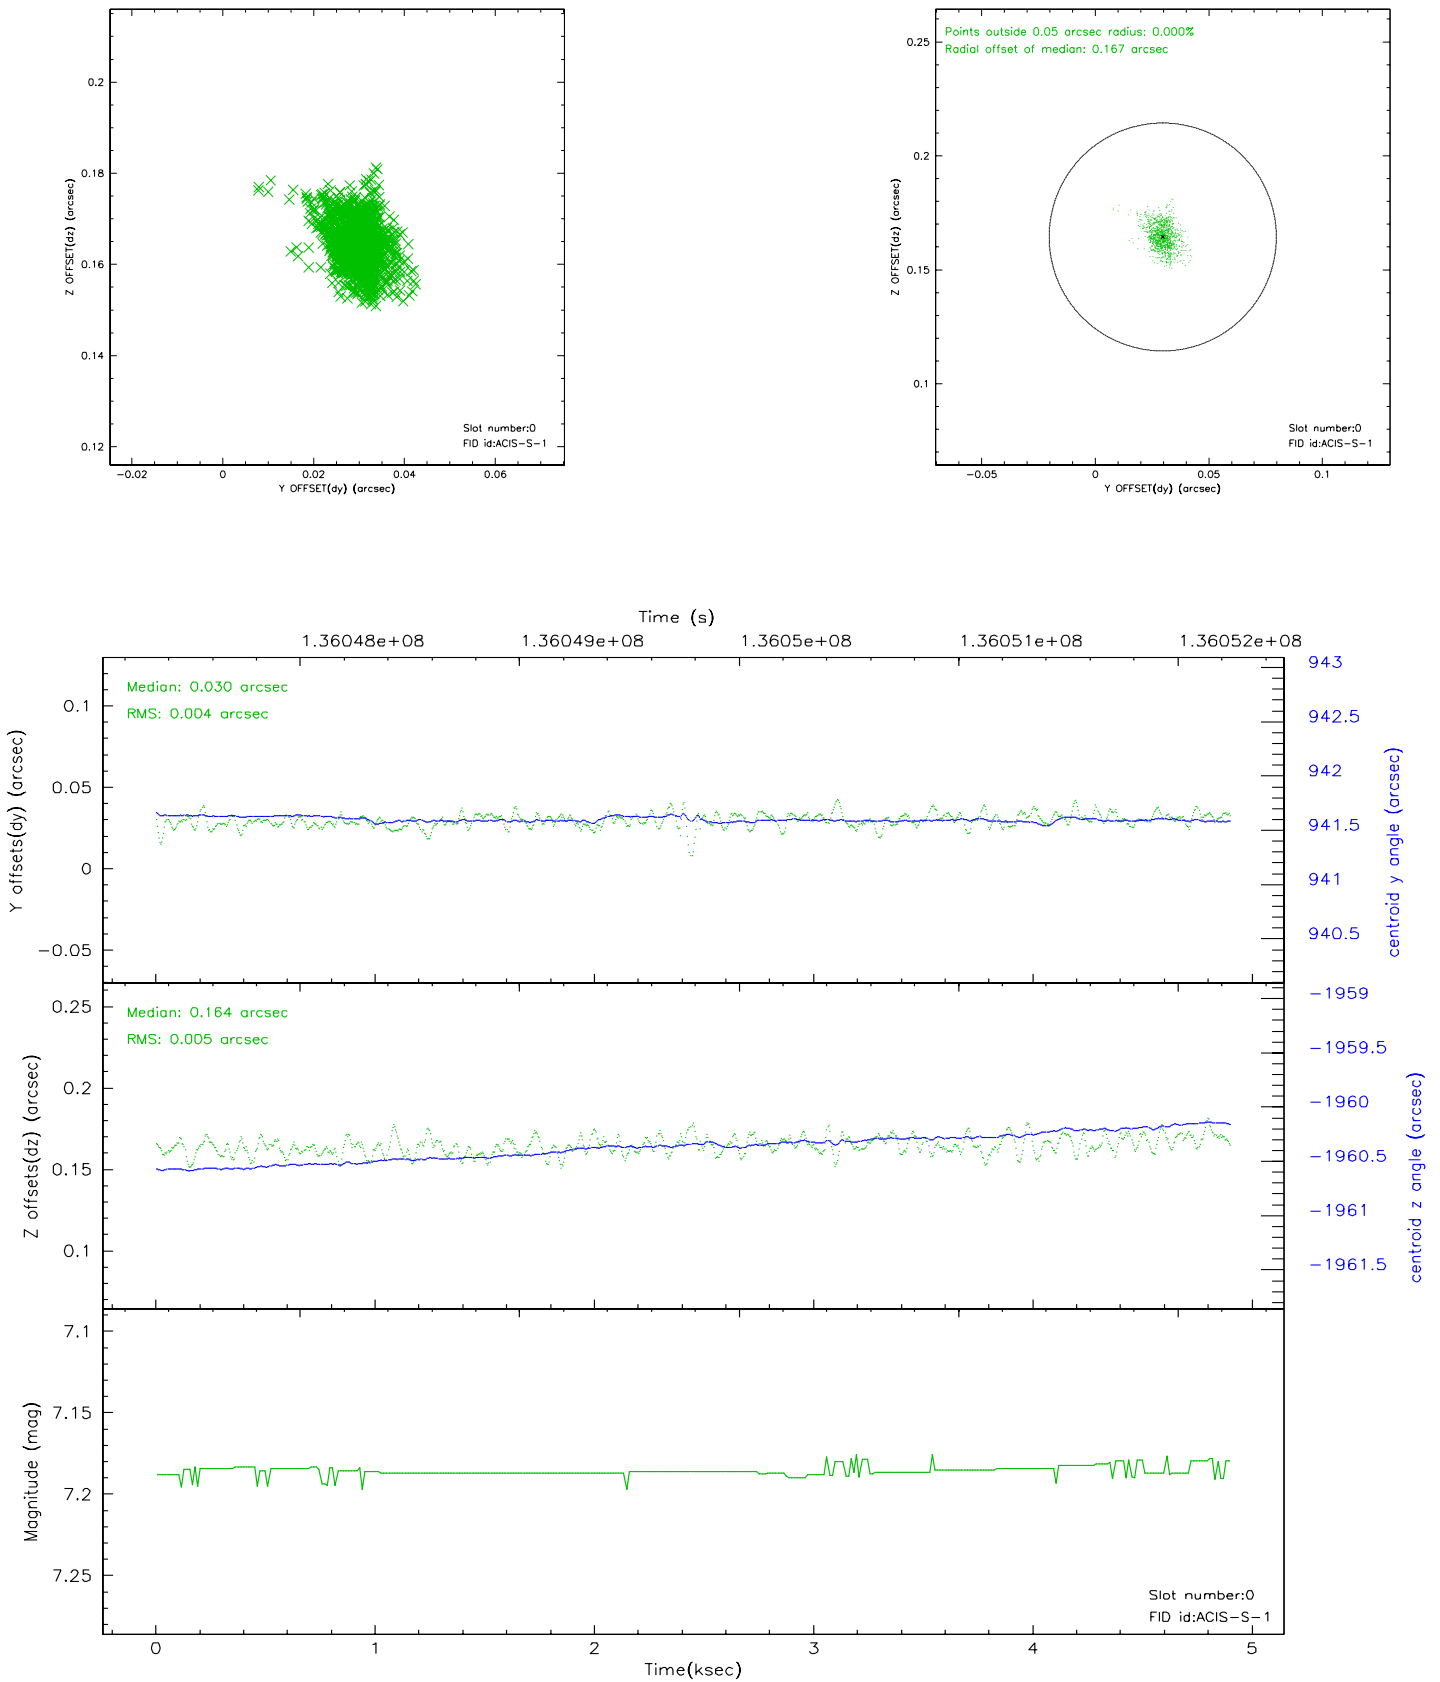 0.2
0.18
0.16
0.14
0.12
Z OFFSET(dz) (arcsec)
Slot number:0
FID id:ACIS-S-1
-0.02 0 0.02 0.04 0.06
Y OFFSET(dy) (arcsec)
Points outside 0.05 arcsec radius: 0.000%
Radial offset of median: 0.167 arcsec
0.25
0.2
0.15
0.1
Z OFFSET(dz) (arcsec)
Slot number:0
FID id:ACIS-S-1
-0.05 0 0.05 0.1
Y OFFSET(dy) (arcsec)
Time (s)
1.36048e+08 1.36049e+08 1.3605e+08 1.36051e+08 1.36052e+08
Median: 0.030 arcsec
RMS: 0.004 arcsec
0.1
0.05
0
-0.05
Y offsets(dy) (arcsec)
943
942.5
942
941.5
941
940.5
centroid y angle (arcsec)
Median: 0.164 arcsec
RMS: 0.005 arcsec
0.25
0.2
0.15
0.1
Z offsets(dz) (arcsec)
-1959
-1959.5
-1960
-1960.5
-1961
-1961.5
centroid z angle (arcsec)
7.1
7.15
7.2
7.25
Magnitude (mag)
Slot number:0
FID id:ACIS-S-1
0 1 2 3 4 5
Time(ksec)